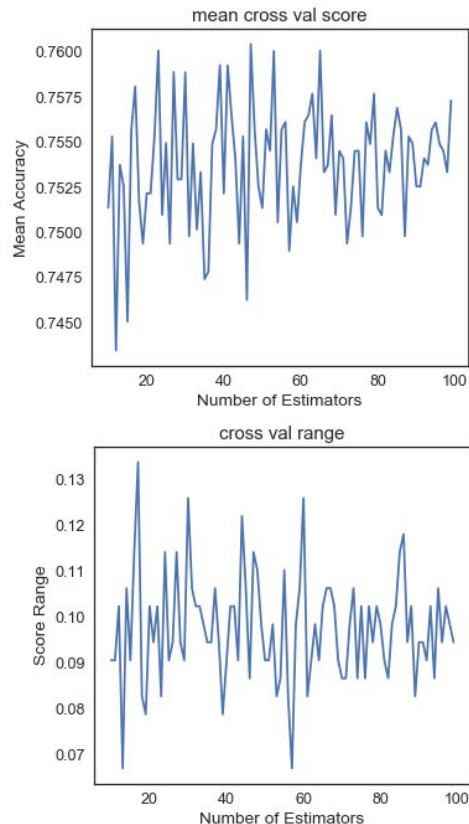 mean cross val score
0.7600
0.7575
0.7550
0.7525
0.7500
0.7475
0.7450
Mean Accuracy
20 40 60 80 100
Number of Estimators
cross val range
0.13
0.12
0.11
0.10
0.09
0.08
0.07
Score Range
20 40 60 80 100
Number of Estimators